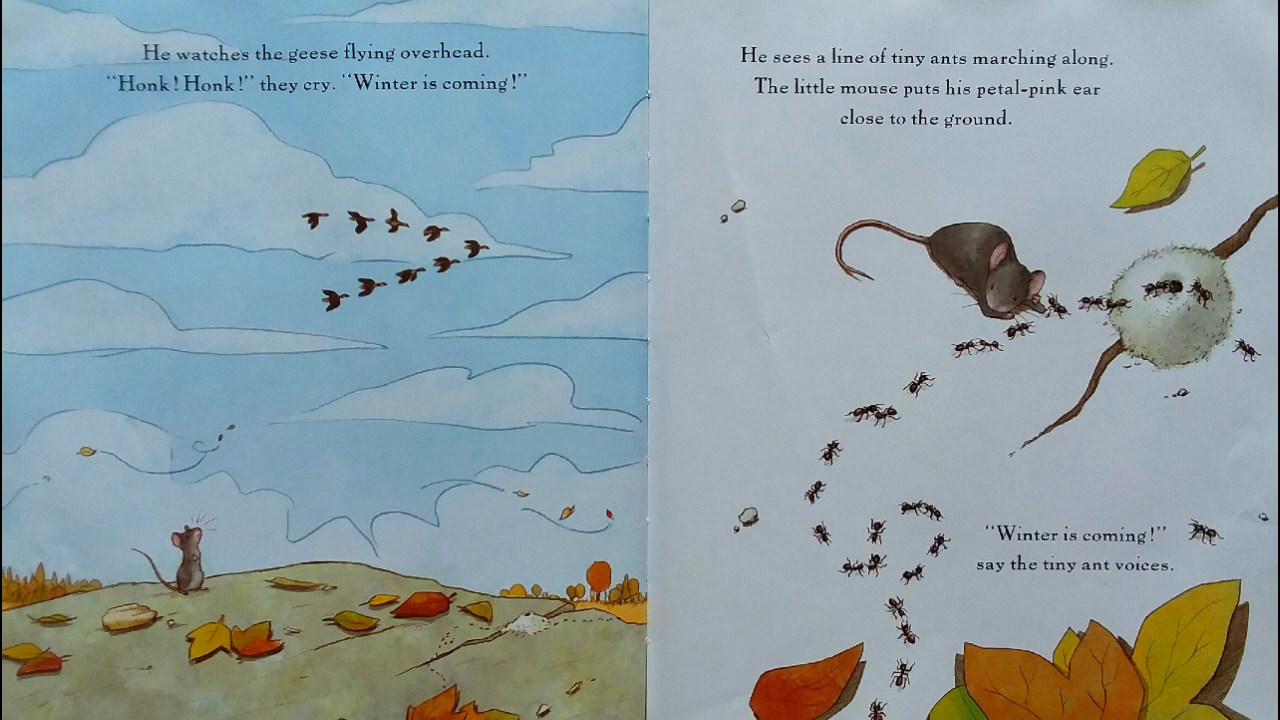 He watches the geese flying overhead.
“Honk! Honk!” they cry. “Winter is coming!”
He sees a line of tiny ants marching along.
The little mouse puts his petal-pink ear
close to the ground.
“Winter is coming!”
say the tiny ant voices.